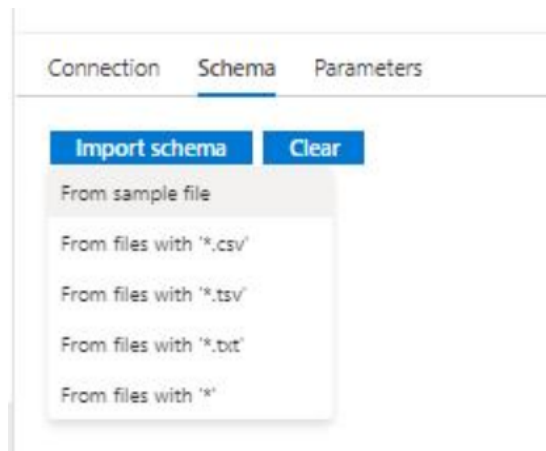 Connection Schema Parameters
Import schema Clear
From sample file
From files with '*.csv'
From files with '*.tsv'
From files with '*.txt'
From files with '*'